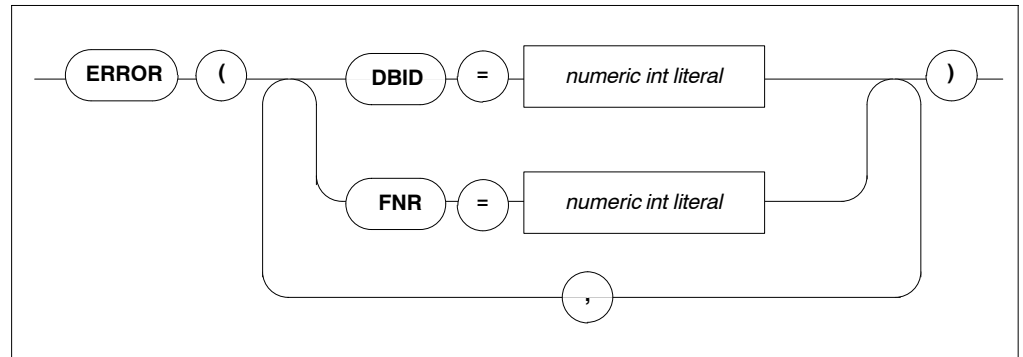 ERROR ( DBID = numeric int literal )
FNR = numeric int literal
,